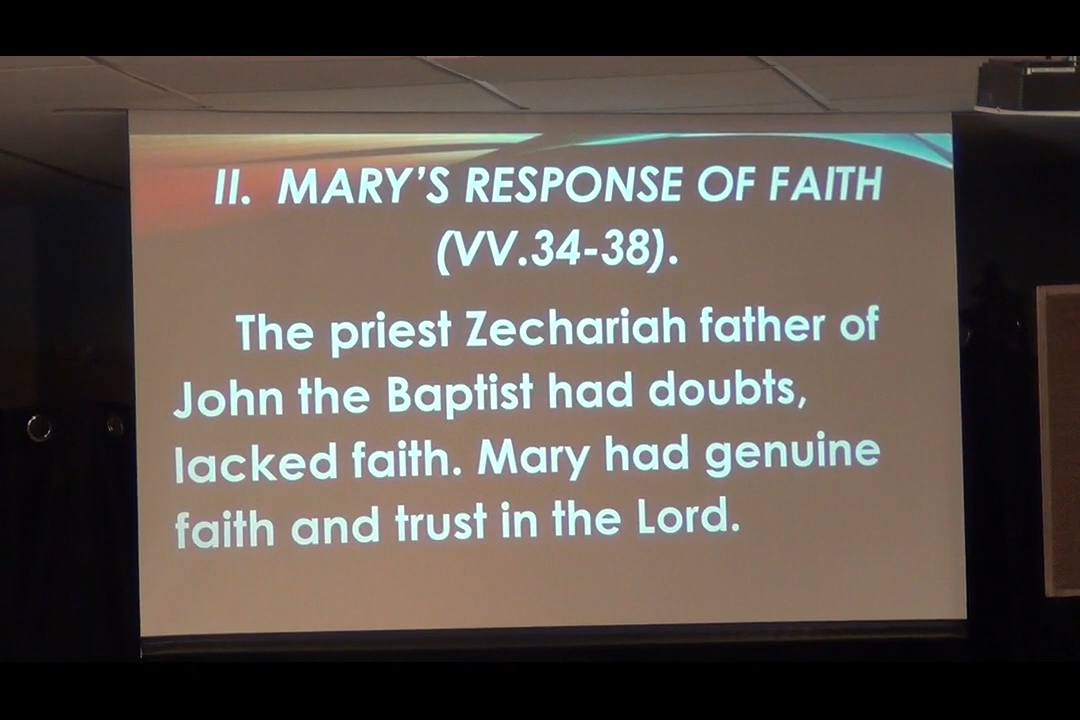 II. MARY'S RESPONSE OF FAITH
(VV.34-38).
The priest Zechariah father of
John the Baptist had doubts,
lacked faith. Mary had genuine
faith and trust in the Lord.